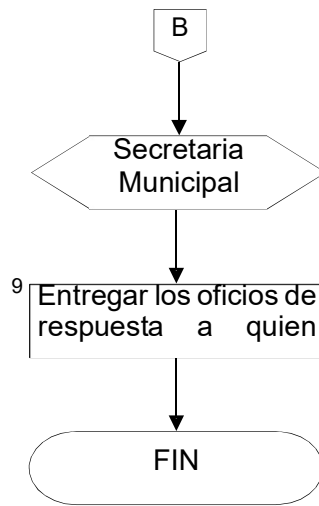 B
Secretaria
Municipal
9
Entregar los oficios de
respuesta a quien
FIN